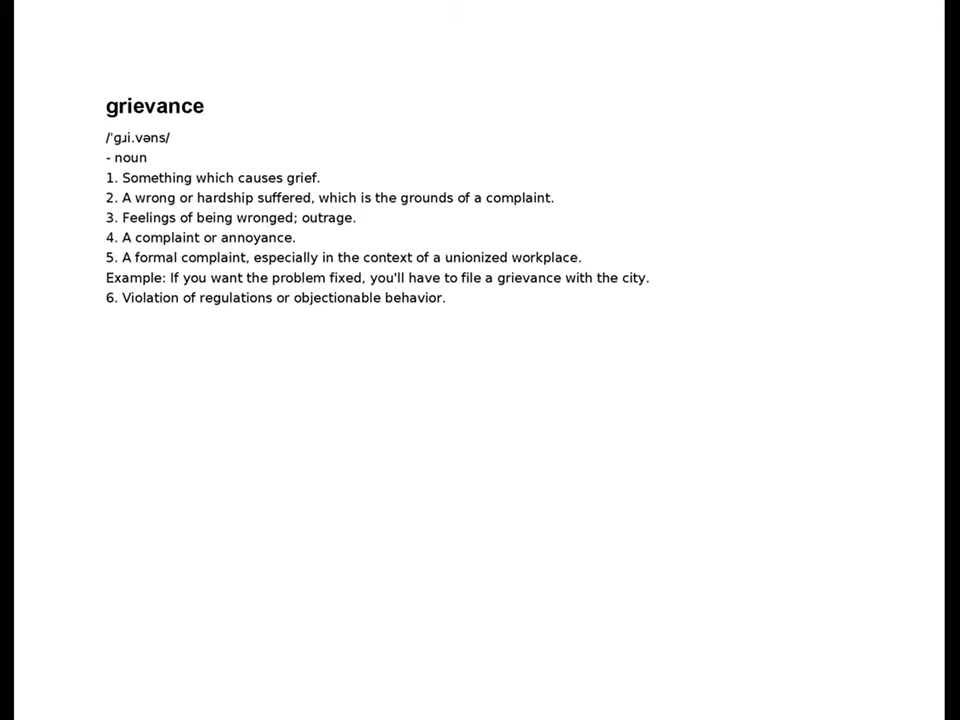 grievance
/ˈɡɹi.vəns/
- noun
1. Something which causes grief.
2. A wrong or hardship suffered, which is the grounds of a complaint.
3. Feelings of being wronged; outrage.
4. A complaint or annoyance.
5. A formal complaint, especially in the context of a unionized workplace.
Example: If you want the problem fixed, you'll have to file a grievance with the city.
6. Violation of regulations or objectionable behavior.